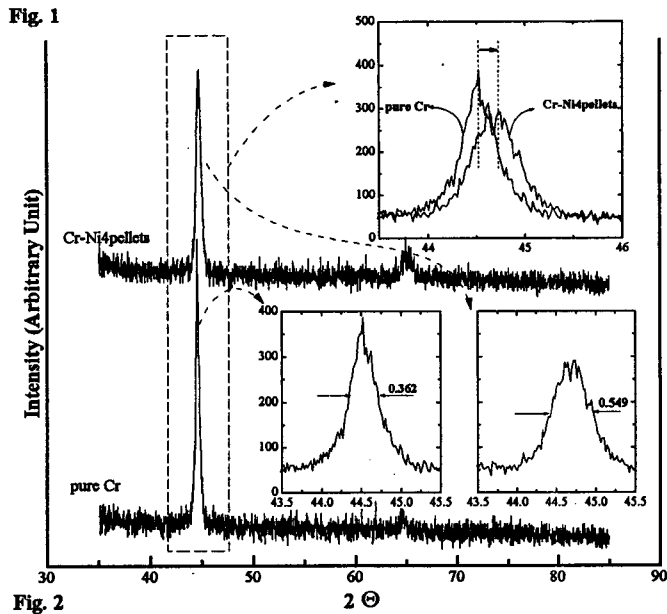 Fig. 1
500
400
300
200
100
0
pure Cr
Cr-Ni4pellets
44 45 46
Intensity (Arbitrary Unit)
Cr-Ni4pellets
400
300
200
100
0
0.362
43.5 44.0 44.5 45.0 45.5
0.549
43.5 44.0 44.5 45.0 45.5
pure Cr
30 40 50 60 70 80 90
Fig. 2
2 Θ